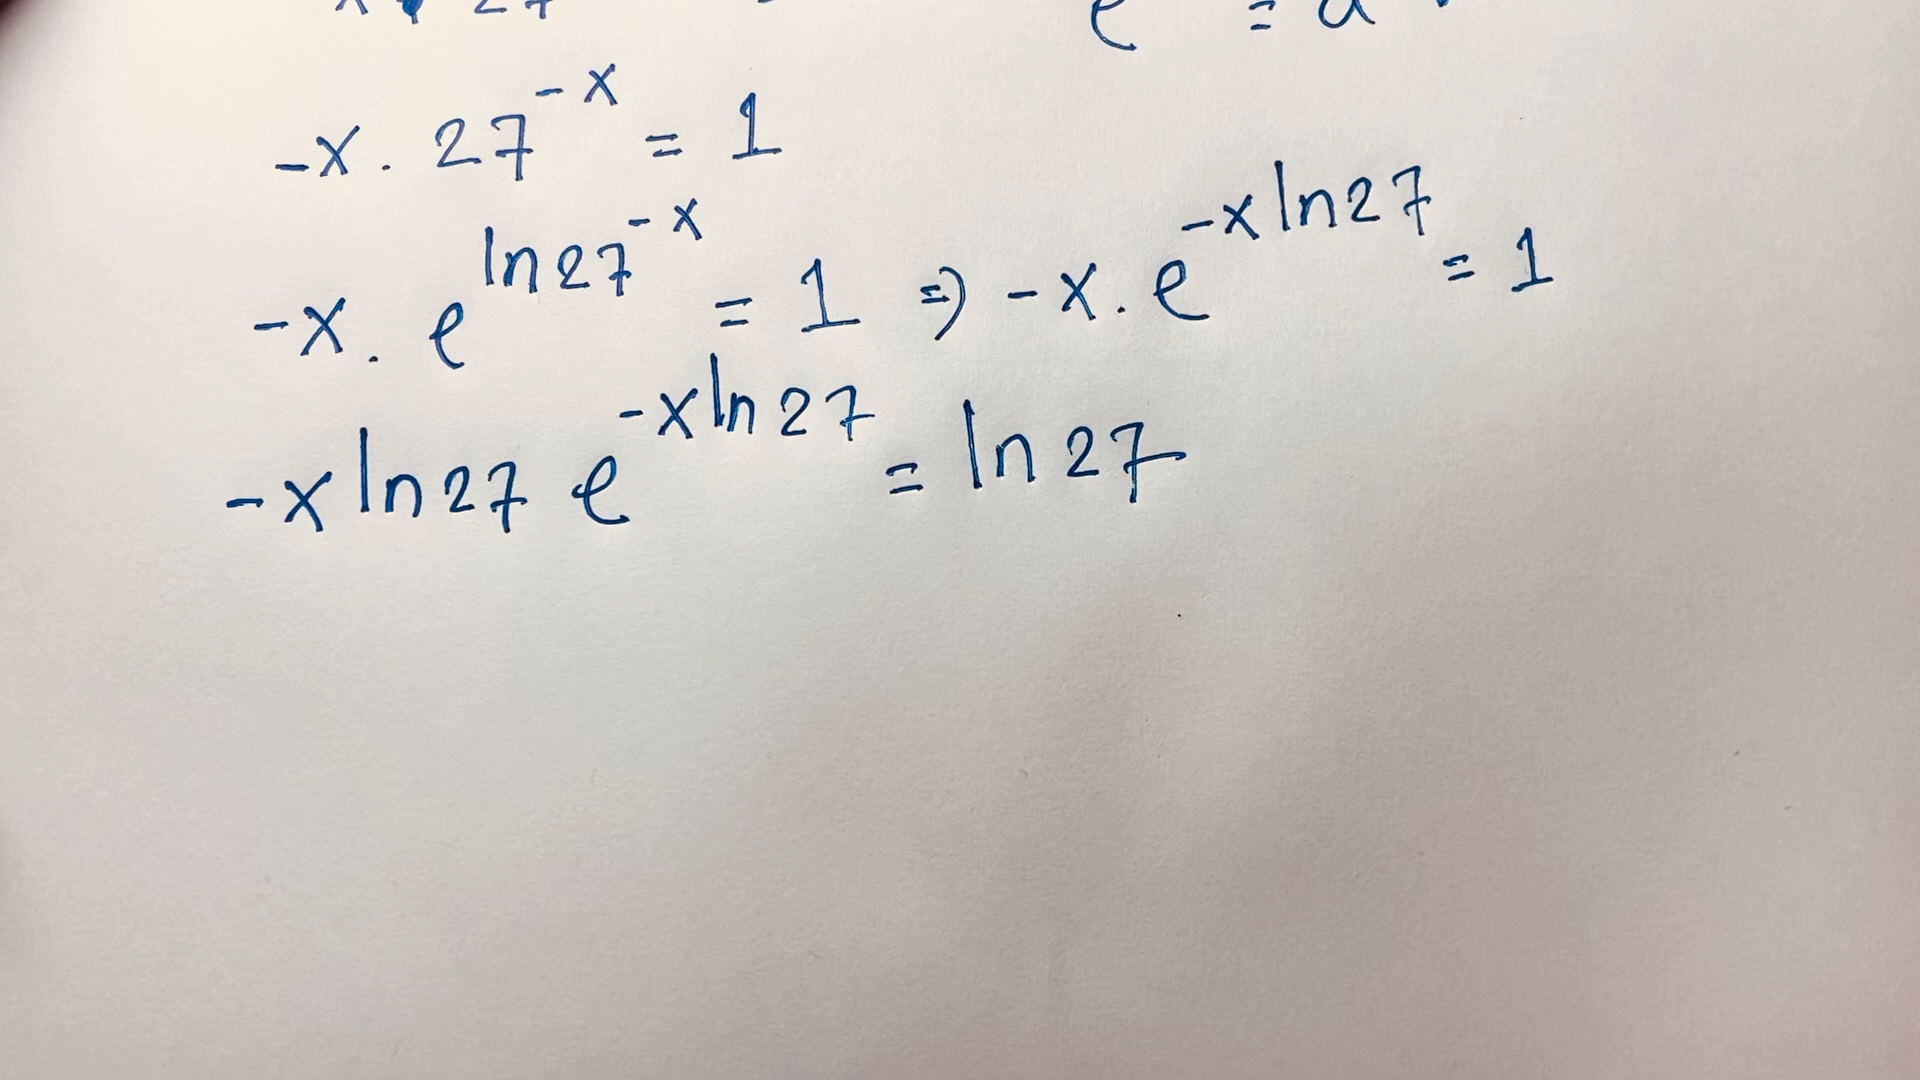 -x . 27^{-x} = 1
-x . e^{ln27^{-x}} = 1 ⇒ -x . e^{-xln27} = 1
-xln27 e^{-xln27} = ln27